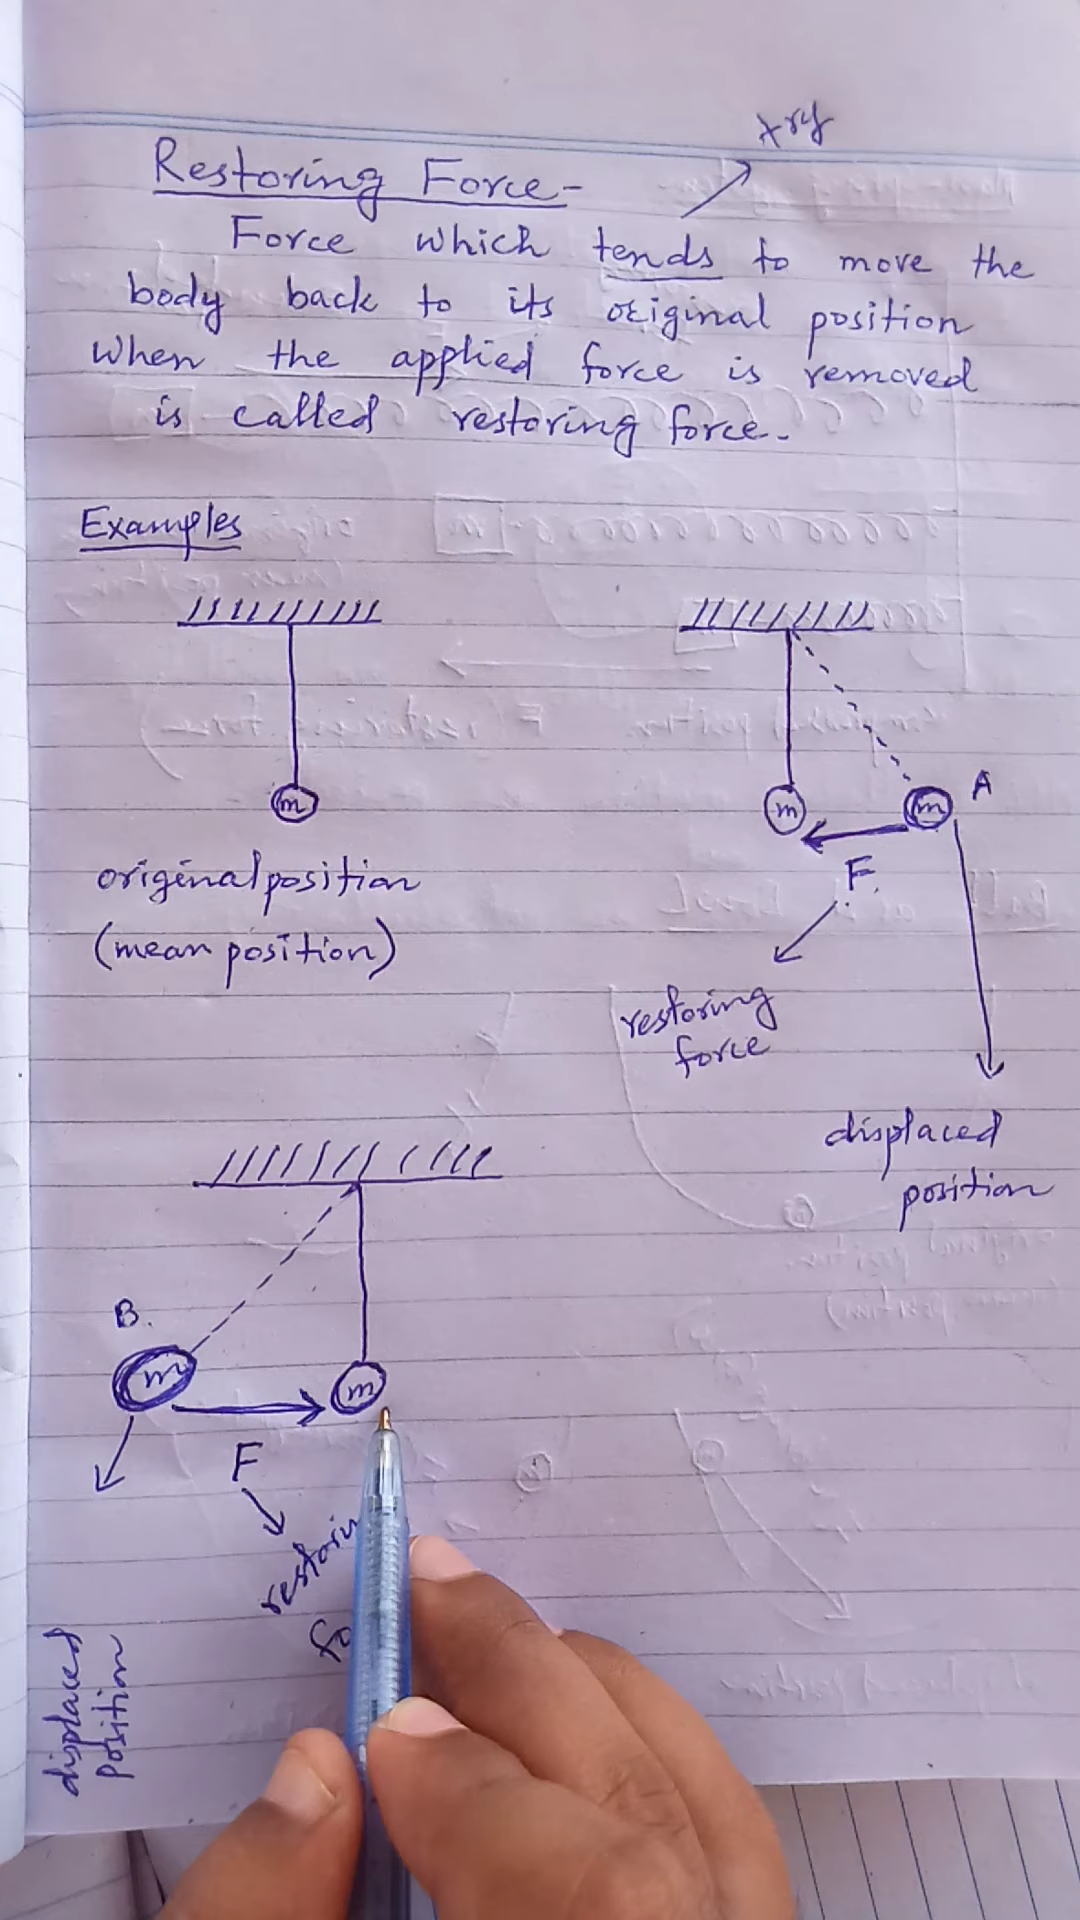 try
Restoring Force-
Force which tends to move the
body back to its original position
When the applied force is removed
is called restoring force.
Examples
m
original position
(mean position)
m
m
A
F.
restoring
force
displaced
position
B.
m
m
F
displaced
position